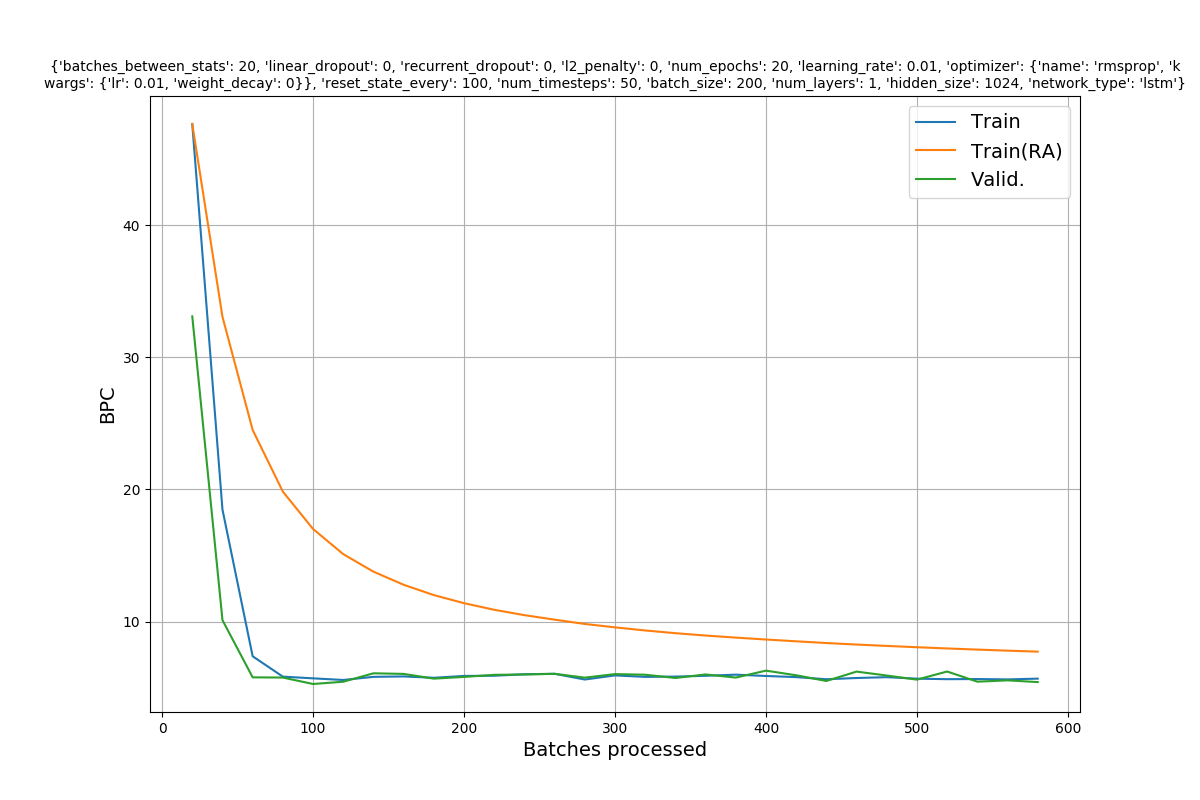 {'batches_between_stats': 20, 'linear_dropout': 0, 'recurrent_dropout': 0, 'l2_penalty': 0, 'num_epochs': 20, 'learning_rate': 0.01, 'optimizer': {'name': 'rmsprop', 'k
wargs': {'lr': 0.01, 'weight_decay': 0}}, 'reset_state_every': 100, 'num_timesteps': 50, 'batch_size': 200, 'num_layers': 1, 'hidden_size': 1024, 'network_type': 'lstm'}
Train
Train(RA)
Valid.
40
30
20
10
BPC
0 100 200 300 400 500 600
Batches processed